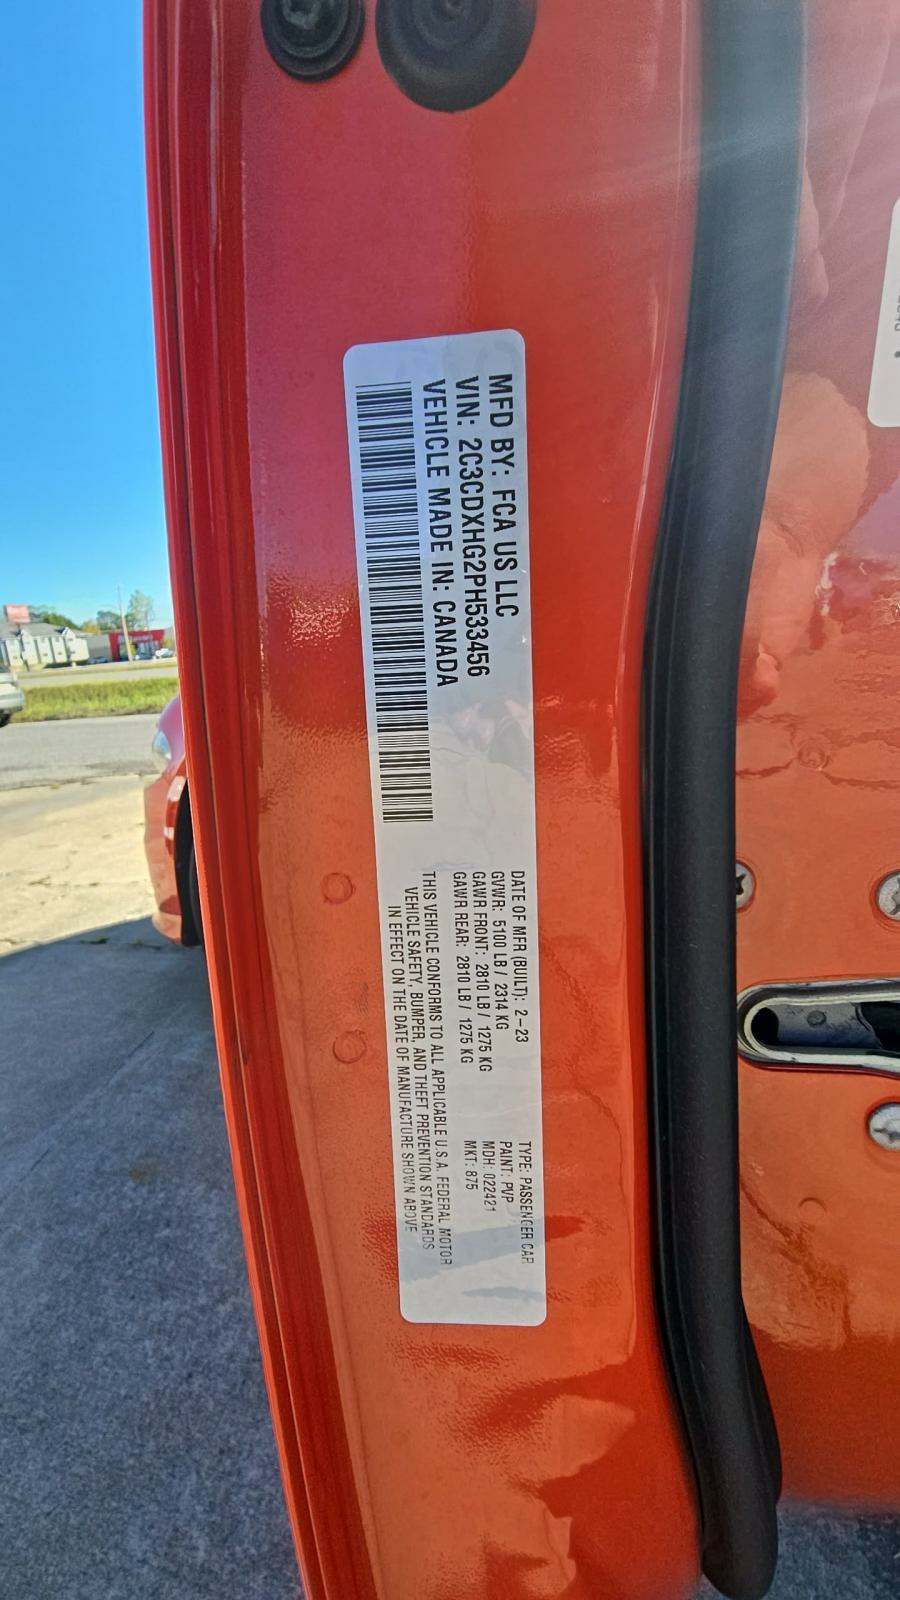 MFD BY: FCA US LLC
VIN: 2C3CDXHG2PH533456
VEHICLE MADE IN: CANADA
DATE OF MFR (BUILT): 2-23
GVWR: 5100 LB / 2314 KG
GAWR FRONT: 2810 LB / 1275 KG
GAWR REAR: 2810 LB / 1275 KG
TYPE: PASSENGER CAR
PAINT: PVP
MDH: 022421
MKT: 875
THIS VEHICLE CONFORMS TO ALL APPLICABLE U.S.A. FEDERAL MOTOR
VEHICLE SAFETY, BUMPER, AND THEFT PREVENTION STANDARDS
IN EFFECT ON THE DATE OF MANUFACTURE SHOWN ABOVE